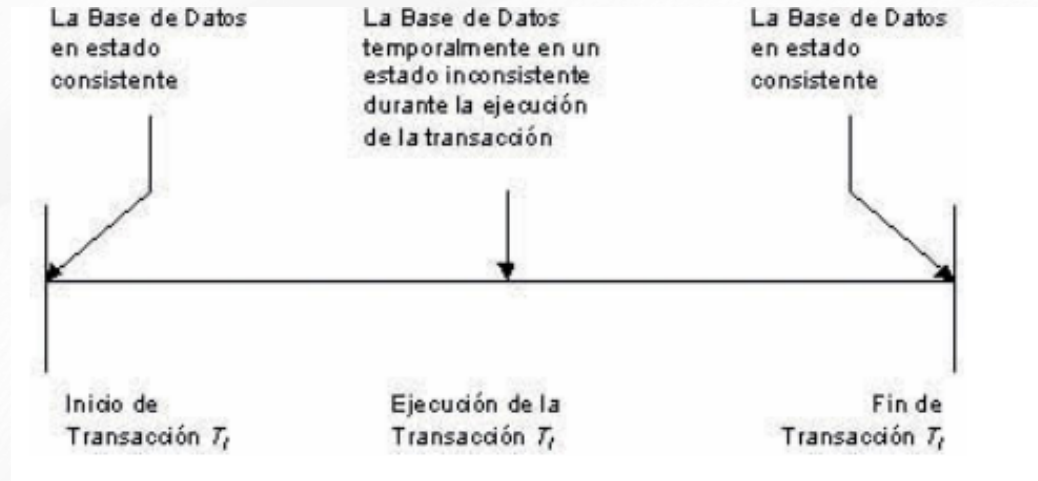 La Base de Datos
en estado
consistente
La Base de Datos
temporalmente en un
estado inconsistente
durante la ejecución
de la transacción
La Base de Datos
en estado
consistente
Inicio de
Transacción Tᵢ
Ejecución de la
Transacción Tᵢ
Fin de
Transacción Tᵢ